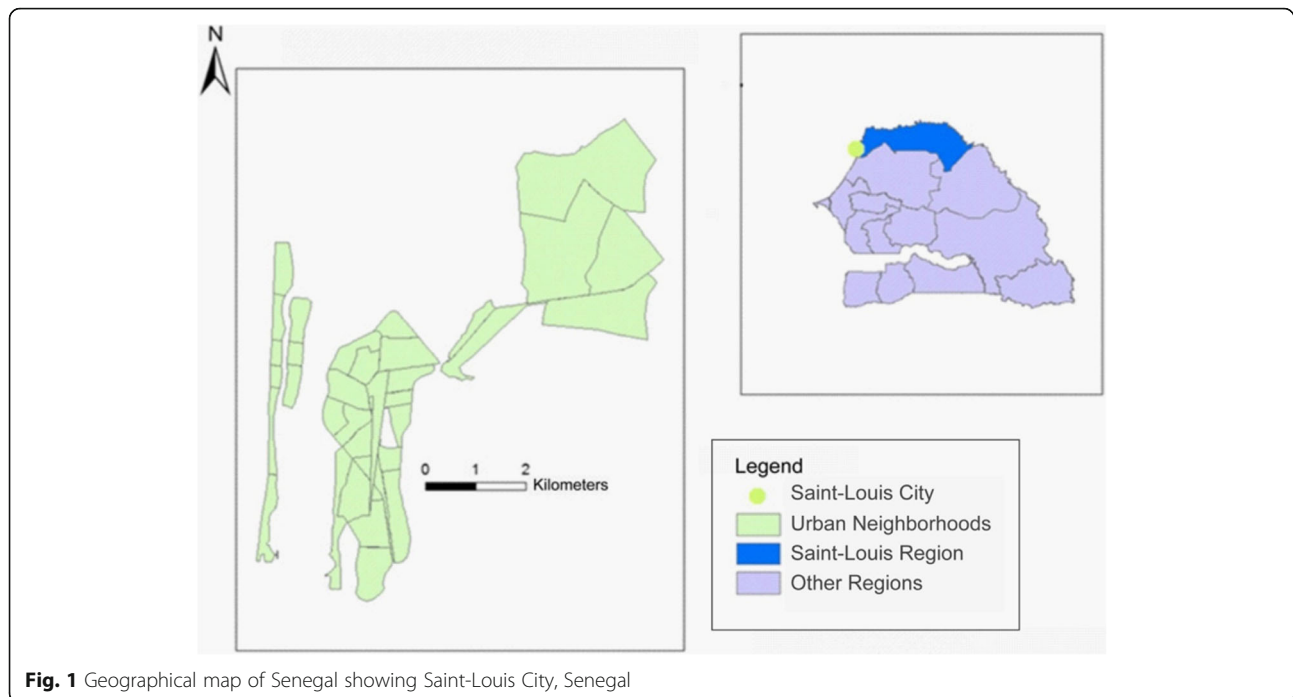 N
0 1 2
Kilometers
Legend
Saint-Louis City
Urban Neighborhoods
Saint-Louis Region
Other Regions
Fig. 1 Geographical map of Senegal showing Saint-Louis City, Senegal